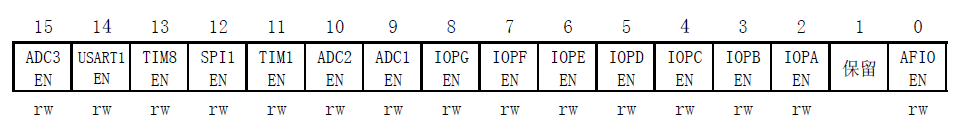 15 14 13 12 11 10 9 8 7 6 5 4 3 2 1 0
ADC3 USART1 TIM8 SPI1 TIM1 ADC2 ADC1 IOPG IOPF IOPE IOPD IOPC IOPB IOPA 保留 AFIO
EN EN EN EN EN EN EN EN EN EN EN EN EN EN EN
rw rw rw rw rw rw rw rw rw rw rw rw rw rw rw